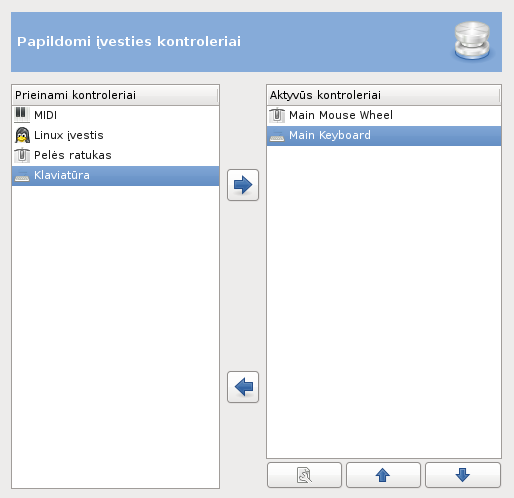 Papildomi įvesties kontroleriai
Prieinami kontroleriai
MIDI
Linux įvestis
Pelės ratukas
Klaviatūra
Aktyvūs kontroleriai
Main Mouse Wheel
Main Keyboard